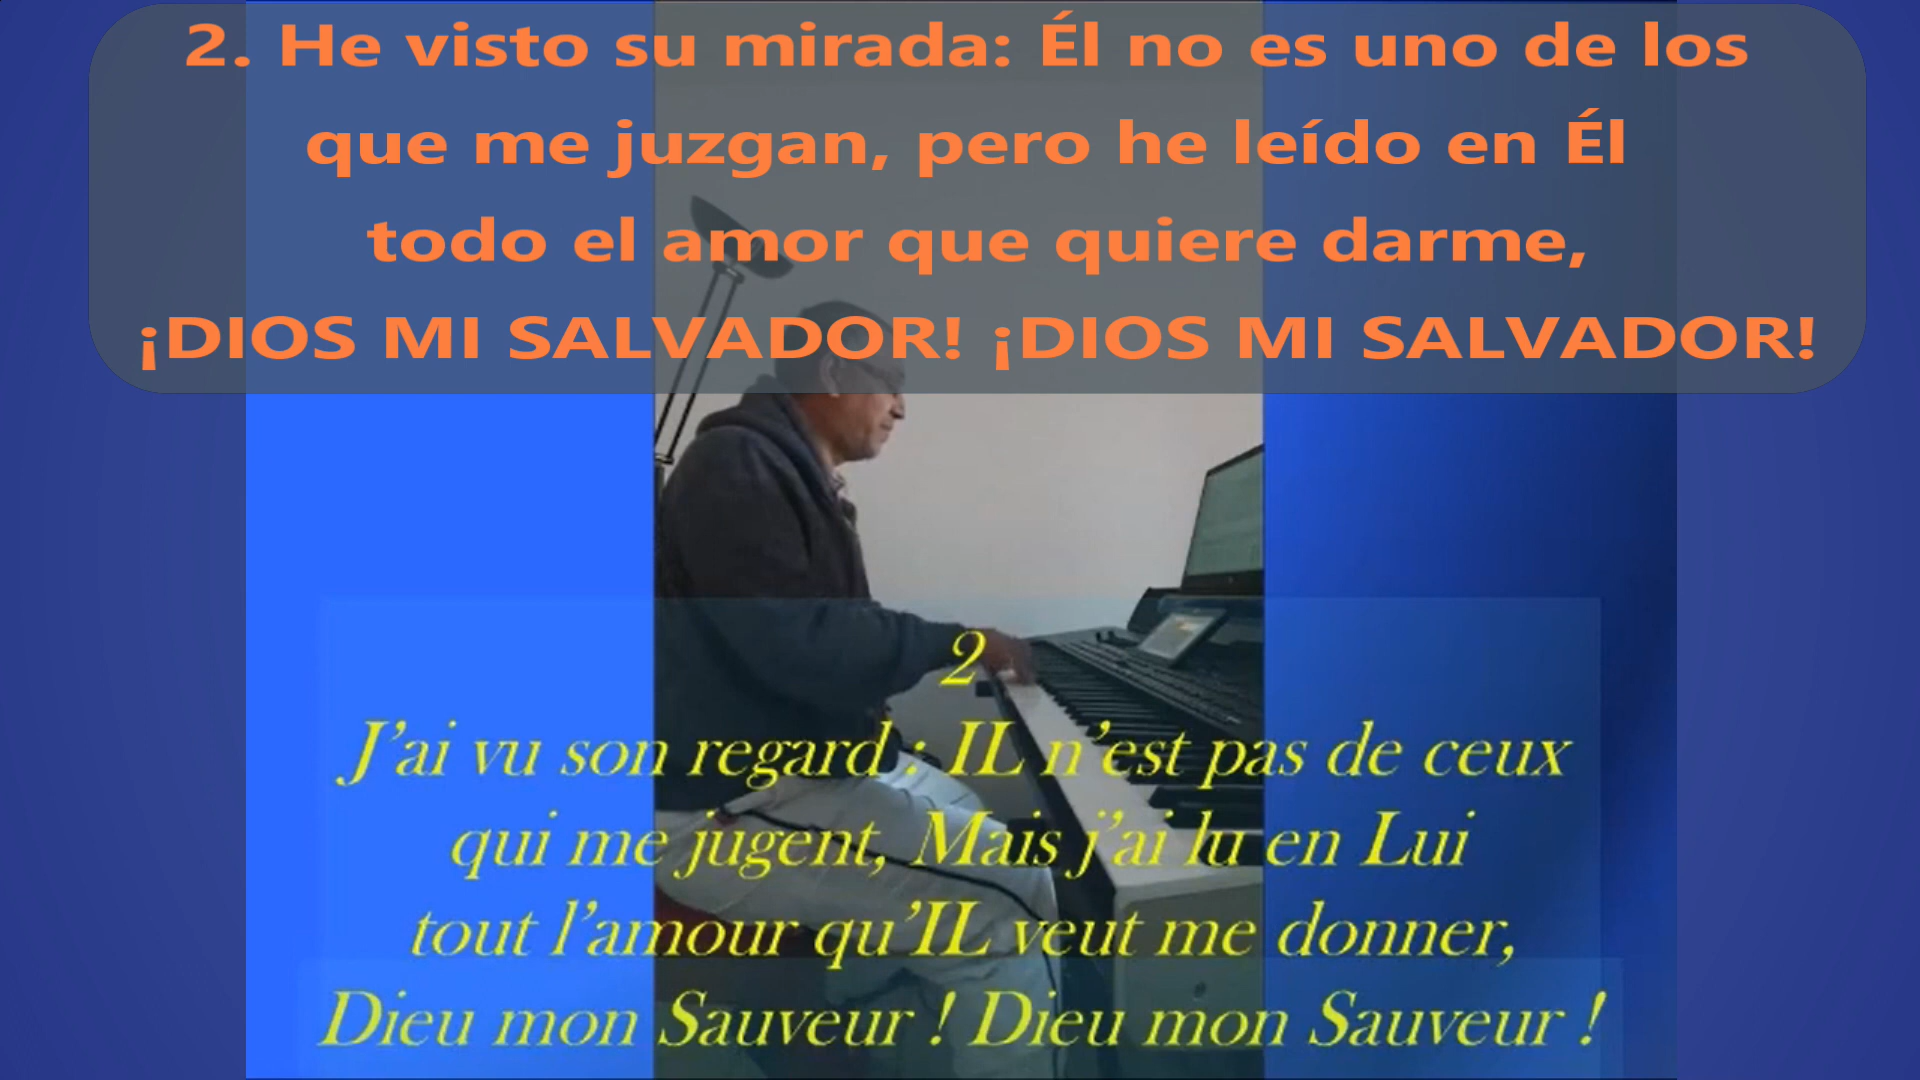 2. He visto su mirada: Él no es uno de los
que me juzgan, pero he leído en Él
todo el amor que quiere darme,
¡DIOS MI SALVADOR! ¡DIOS MI SALVADOR!
2
J'ai vu son regard : IL n'est pas de ceux
qui me jugent, Mais j'ai lu en Lui
tout l'amour qu'IL veut me donner,
Dieu mon Sauveur ! Dieu mon Sauveur !